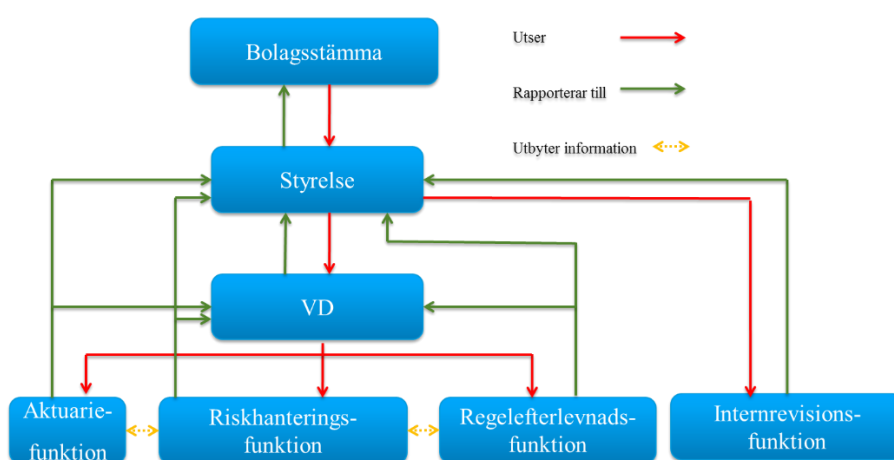 Bolagsstämma
Utser
Rapporterar till
Utbyter information
Styrelse
VD
Aktuarie-
funktion
Riskhanterings-
funktion
Regelefterlevnads-
funktion
Internrevisions-
funktion